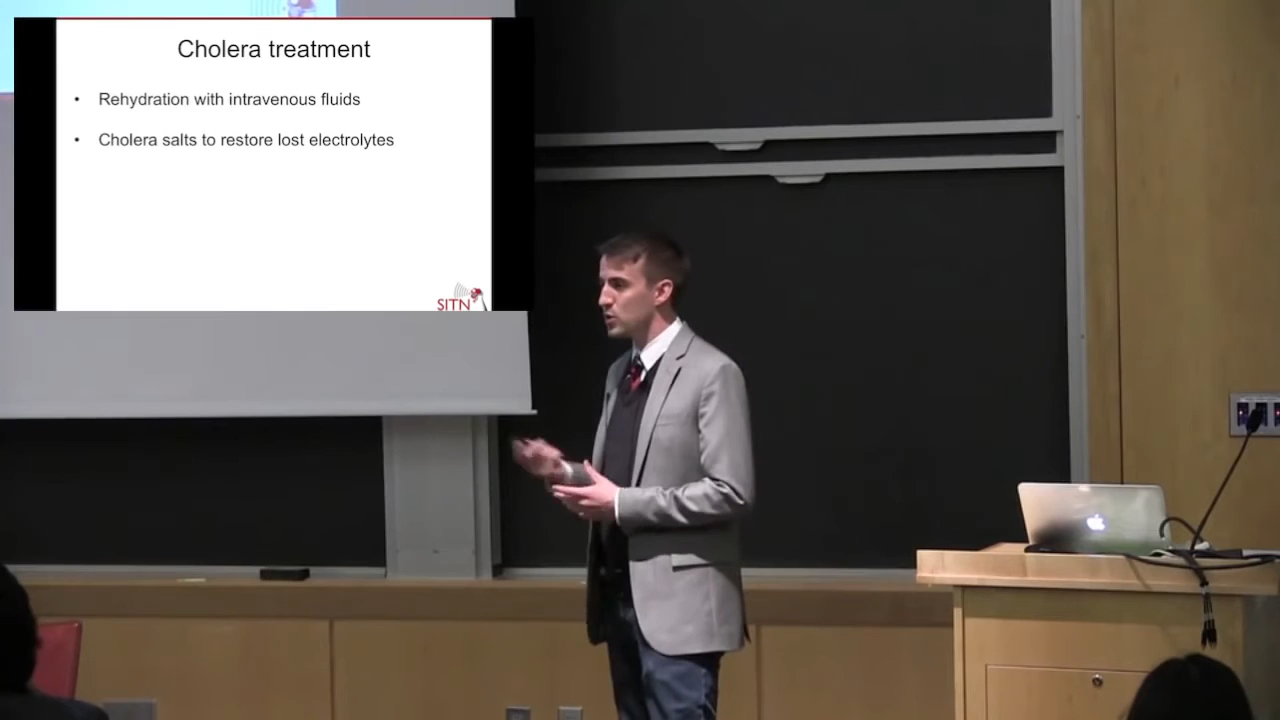 Cholera treatment
• Rehydration with intravenous fluids
• Cholera salts to restore lost electrolytes
SITN